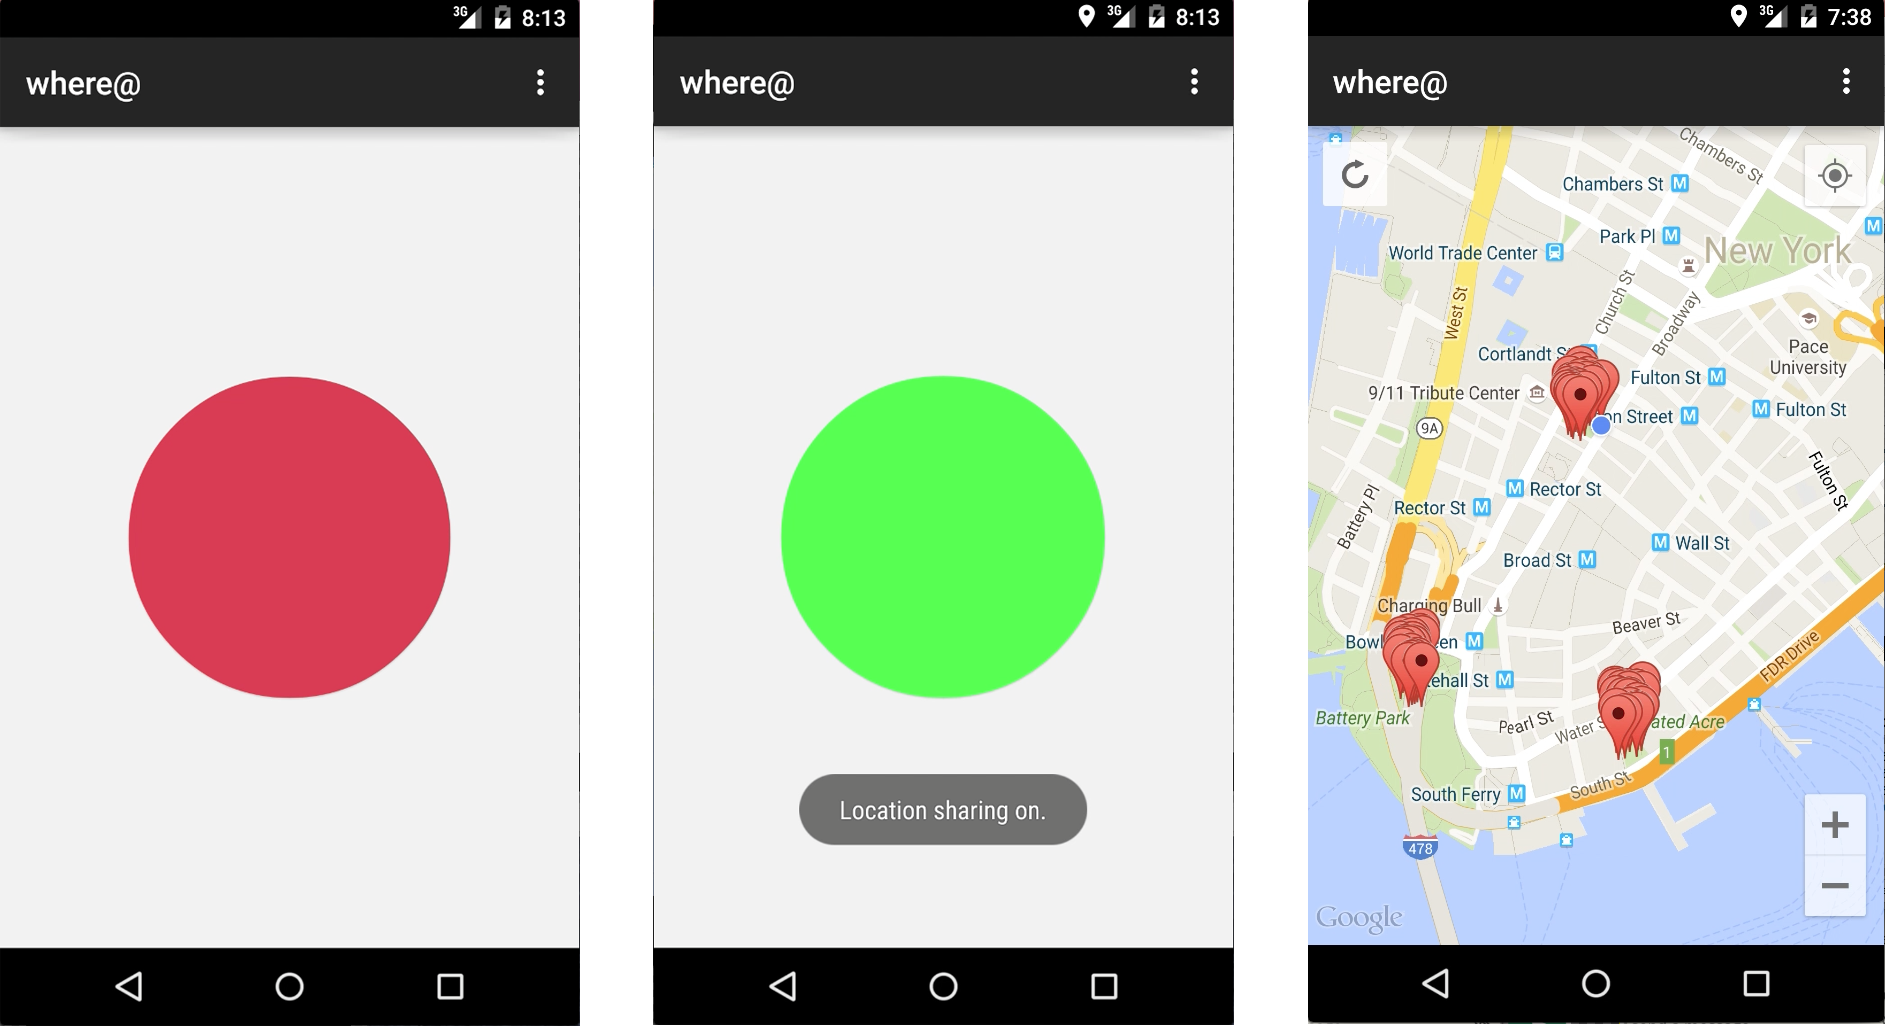 3G 8:13
where@
3G 8:13
where@
Location sharing on.
3G 7:38
where@
Chambers St
Chambers St M
Park Pl M
M
New York
World Trade Center
Church St
West St
Broadway
Cortlandt S
Pace
University
9/11 Tribute Center
Fulton St M
M Fulton St
on Street M
9A
Fulton St
M Rector St
Battery Pl
Rector St M
M Wall St
Broad St M
Charging Bull
Beaver St
Bowl een M
FDR Drive
ehall St M
Battery Park
Pearl St
Water S
ated Acre
1
South St
South Ferry M
478
Google